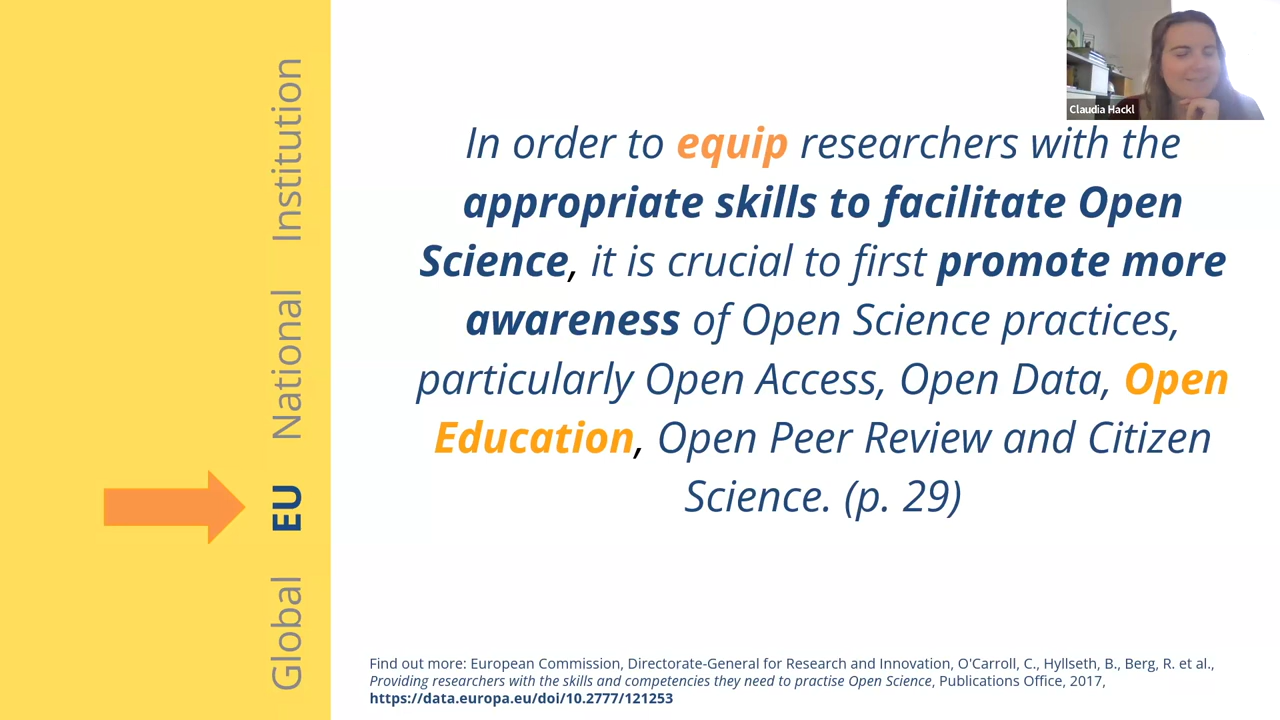 Institution
National
EU
Global
Claudia Hackl
In order to equip researchers with the
appropriate skills to facilitate Open
Science, it is crucial to first promote more
awareness of Open Science practices,
particularly Open Access, Open Data, Open
Education, Open Peer Review and Citizen
Science. (p. 29)
Find out more: European Commission, Directorate-General for Research and Innovation, O'Carroll, C., Hyllseth, B., Berg, R. et al.,
Providing researchers with the skills and competencies they need to practise Open Science, Publications Office, 2017,
https://data.europa.eu/doi/10.2777/121253